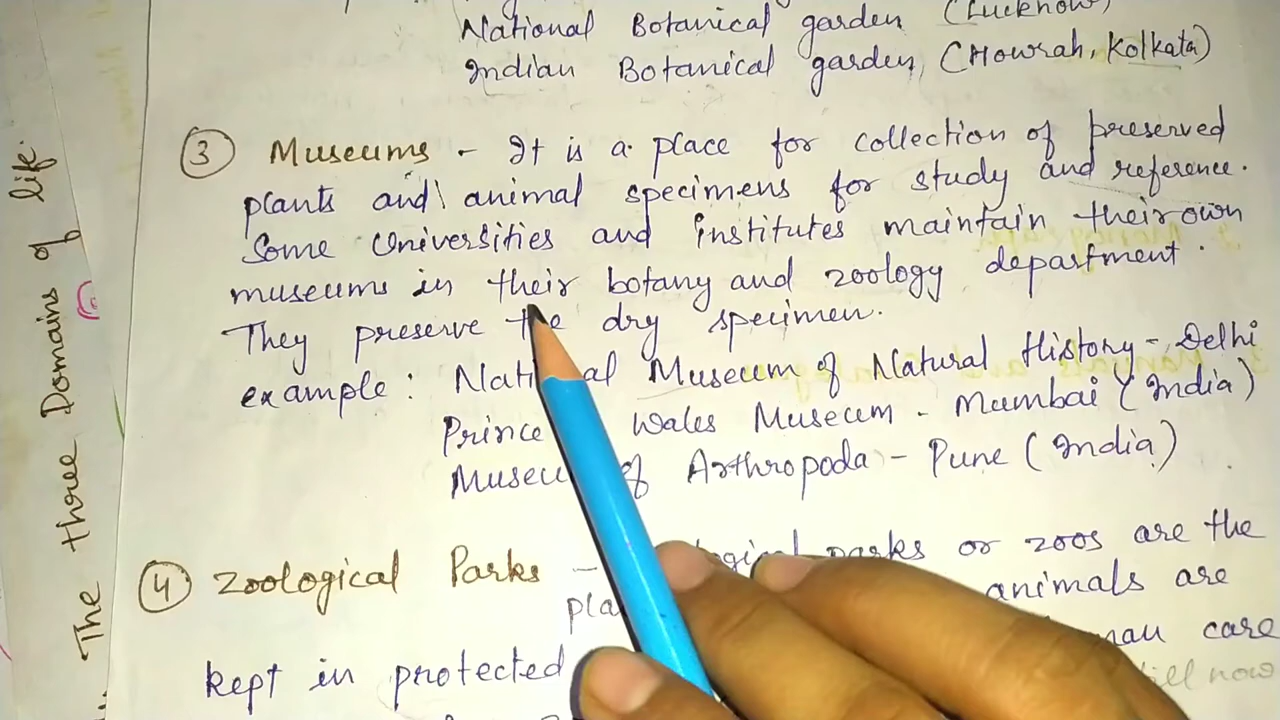 National Botanical garden (Lucknow)
Indian Botanical garden, (Howrah, Kolkata)
③ Museums - It is a place for collection of preserved
plants and animal specimens for study and reference.
Some Universities and institutes maintain their own
museums in their botany and zoology department.
They preserve the dry specimen.
example: National Museum of Natural History - Delhi
Prince Wales Museum - Mumbai (India)
Museum of Arthropoda - Pune (India)
④ Zoological Parks - parks or zoos are the
animals are
care
kept in protected
till now
The three Domains of life.